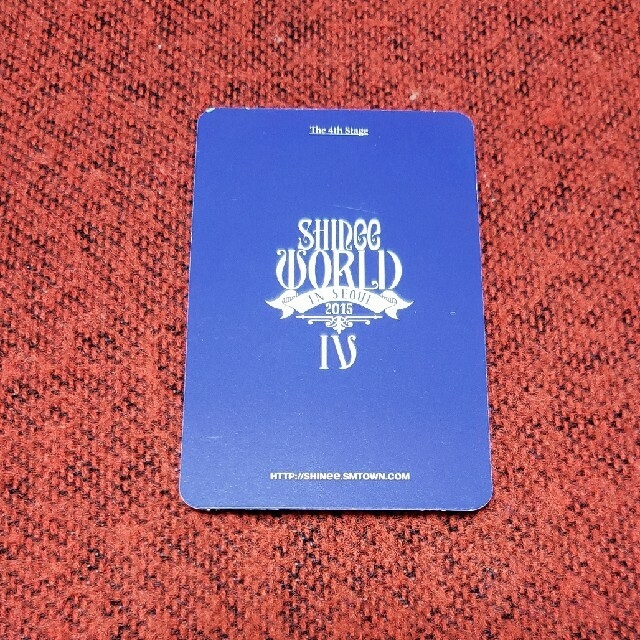 The 4th Stage
SHINee
WORLD
IN SEOUL
2015
IV
HTTP://SHINee.SMTOWN.COM